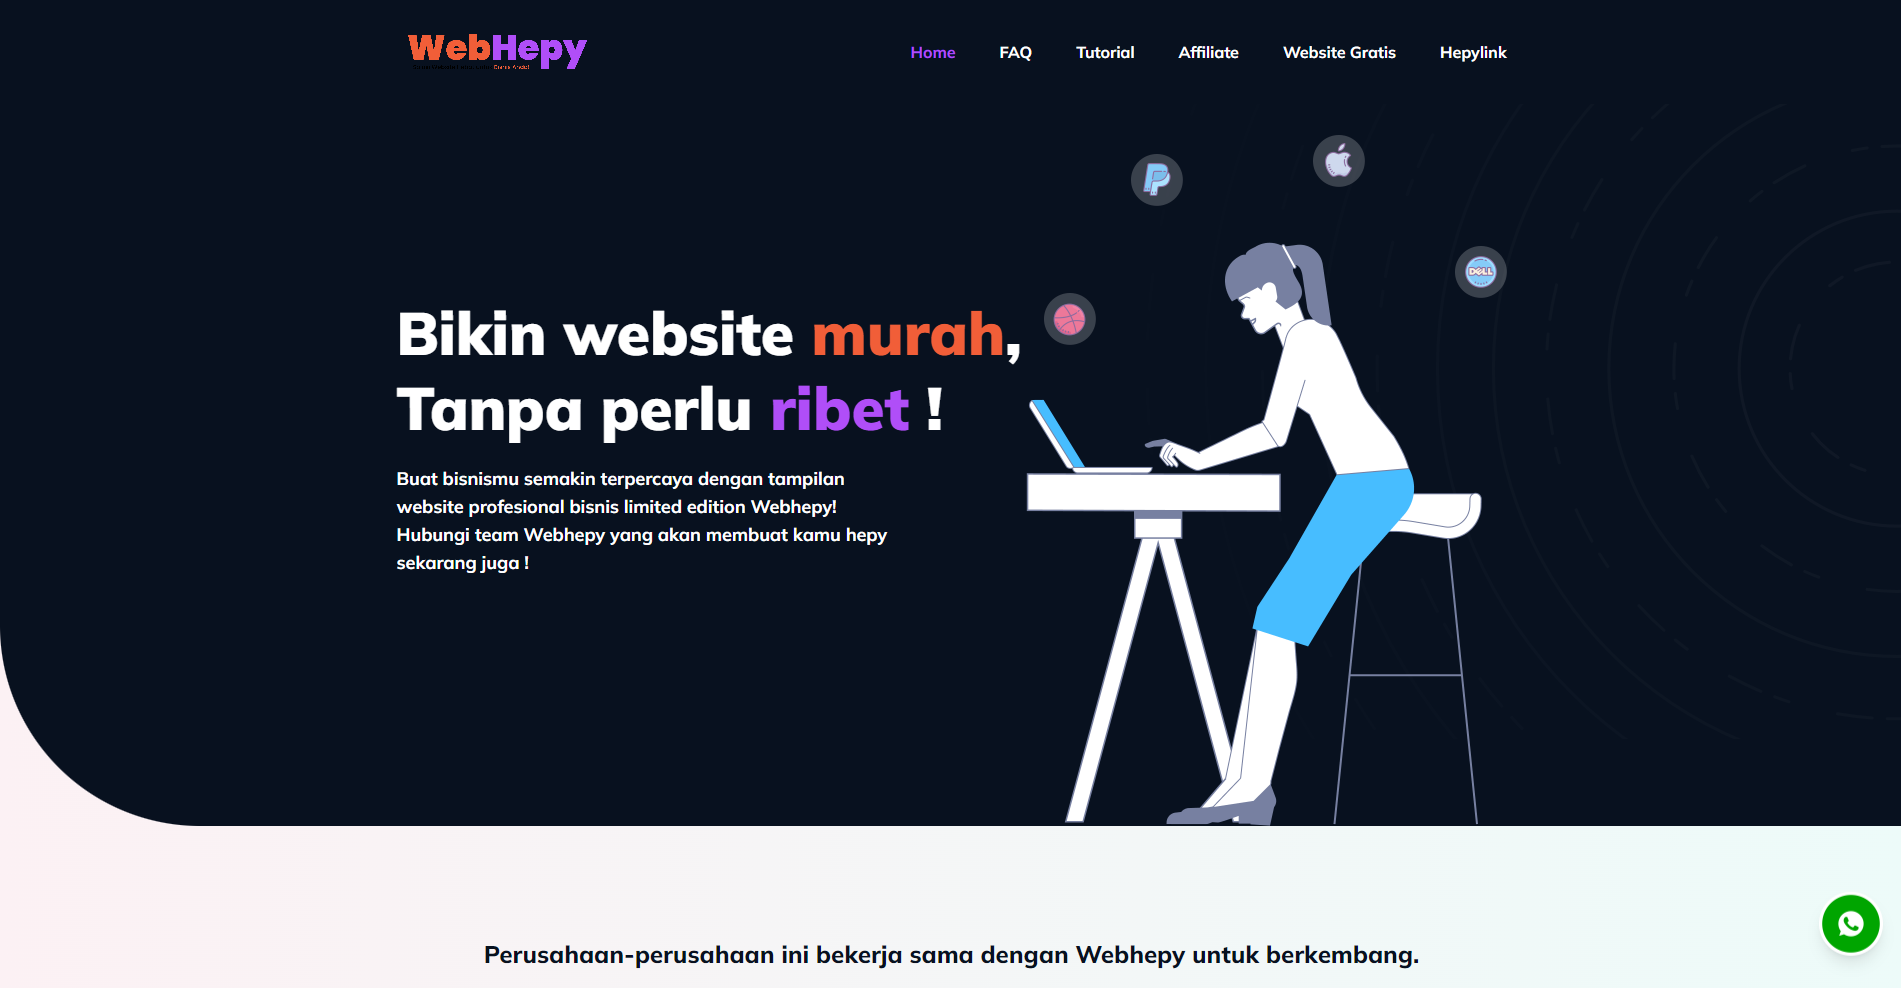 WebHepy
Home
FAQ
Tutorial
Affiliate
Website Gratis
Hepylink
DELL
Bikin website murah,
Tanpa perlu ribet !
Buat bisnismu semakin terpercaya dengan tampilan
website profesional bisnis limited edition Webhepy!
Hubungi team Webhepy yang akan membuat kamu hepy
sekarang juga !
Perusahaan-perusahaan ini bekerja sama dengan Webhepy untuk berkembang.